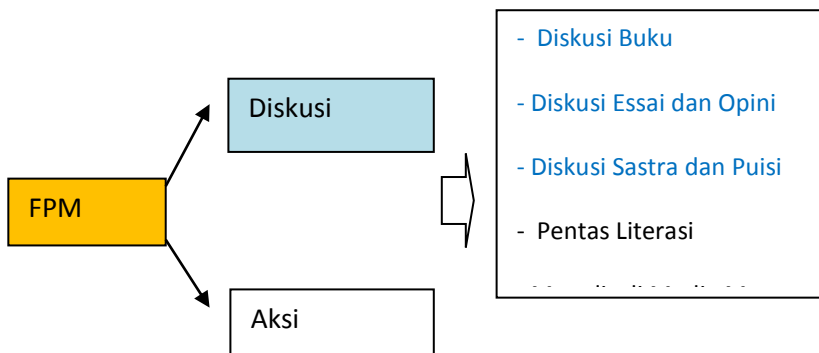 FPM
Diskusi
Aksi
- Diskusi Buku
- Diskusi Essai dan Opini
- Diskusi Sastra dan Puisi
- Pentas Literasi